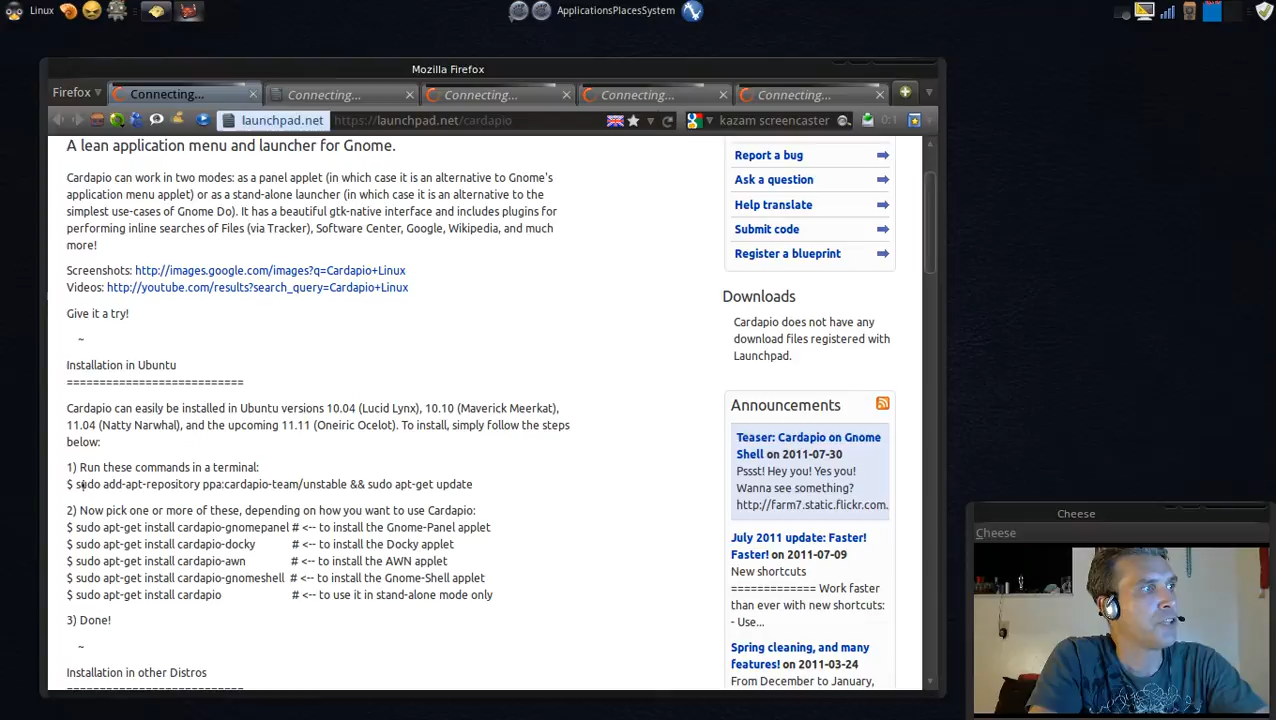 Linux
ApplicationsPlacesSystem
Mozilla Firefox
Firefox
Connecting...
Connecting...
Connecting...
Connecting...
Connecting...
launchpad.net
https://launchpad.net/cardapio
kazam screencaster
0:1
A lean application menu and launcher for Gnome.
Cardapio can work in two modes: as a panel applet (in which case it is an alternative to Gnome's
application menu applet) or as a stand-alone launcher (in which case it is an alternative to the
simplest use-cases of Gnome Do). It has a beautiful gtk-native interface and includes plugins for
performing inline searches of Files (via Tracker), Software Center, Google, Wikipedia, and much
more!
Screenshots: http://images.google.com/images?q=Cardapio+Linux
Videos: http://youtube.com/results?search_query=Cardapio+Linux
Give it a try!
~
Installation in Ubuntu
===========================
Cardapio can easily be installed in Ubuntu versions 10.04 (Lucid Lynx), 10.10 (Maverick Meerkat),
11.04 (Natty Narwhal), and the upcoming 11.11 (Oneiric Ocelot). To install, simply follow the steps
below:
1) Run these commands in a terminal:
$ sudo add-apt-repository ppa:cardapio-team/unstable && sudo apt-get update
2) Now pick one or more of these, depending on how you want to use Cardapio:
$ sudo apt-get install cardapio-gnomepanel # <-- to install the Gnome-Panel applet
$ sudo apt-get install cardapio-docky # <-- to install the Docky applet
$ sudo apt-get install cardapio-awn # <-- to install the AWN applet
$ sudo apt-get install cardapio-gnomeshell # <-- to install the Gnome-Shell applet
$ sudo apt-get install cardapio # <-- to use it in stand-alone mode only
3) Done!
~
Installation in other Distros
===========================
Report a bug
Ask a question
Help translate
Submit code
Register a blueprint
Downloads
Cardapio does not have any
download files registered with
Launchpad.
Announcements
Teaser: Cardapio on Gnome
Shell on 2011-07-30
Pssst! Hey you! Yes you!
Wanna see something?
http://farm7.static.flickr.com.
July 2011 update: Faster!
Faster! on 2011-07-09
New shortcuts
============= Work faster
than ever with new shortcuts:
- Use...
Spring cleaning, and many
features! on 2011-03-24
From December to January,
Cheese
Cheese